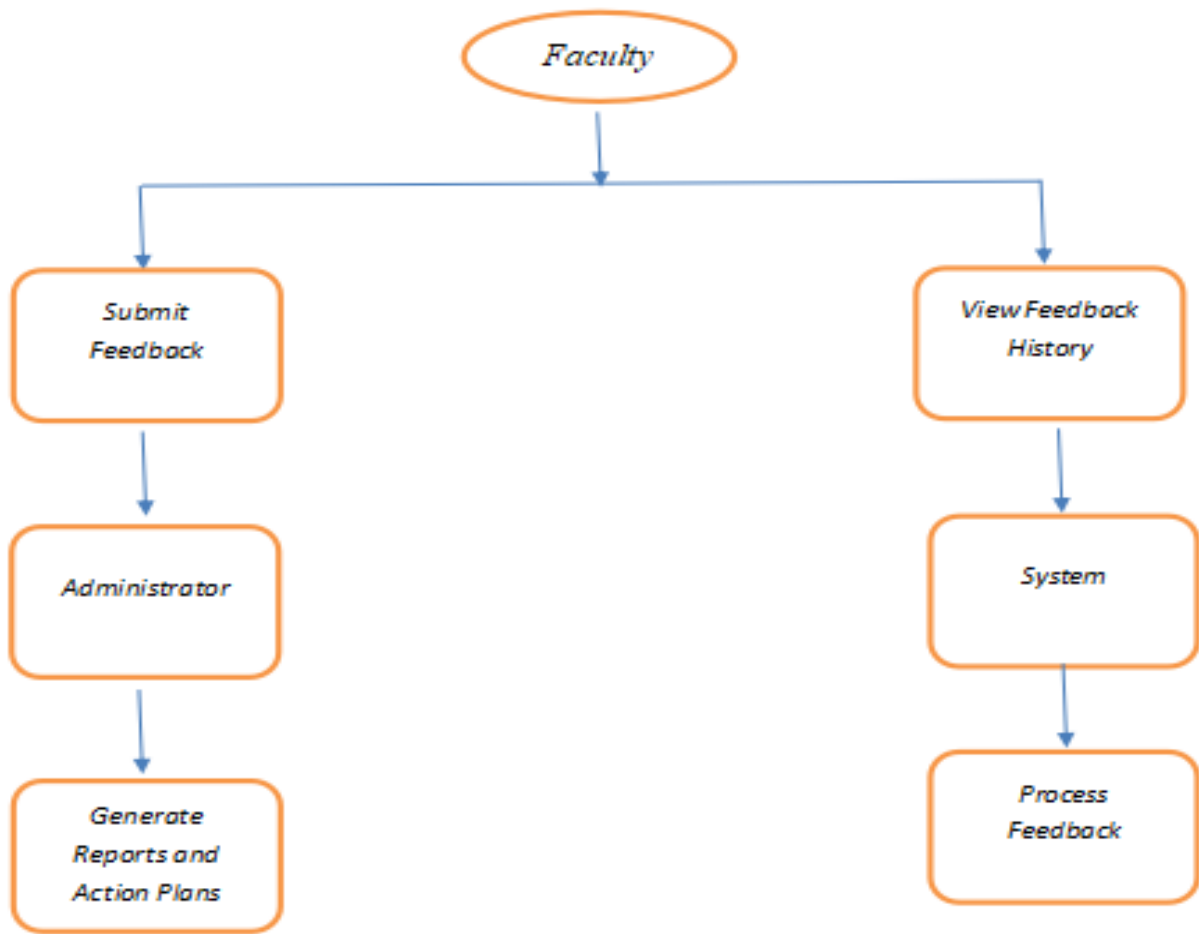 Faculty
Submit
Feedback
View Feedback
History
Administrator
System
Generate
Reports and
Action Plans
Process
Feedback